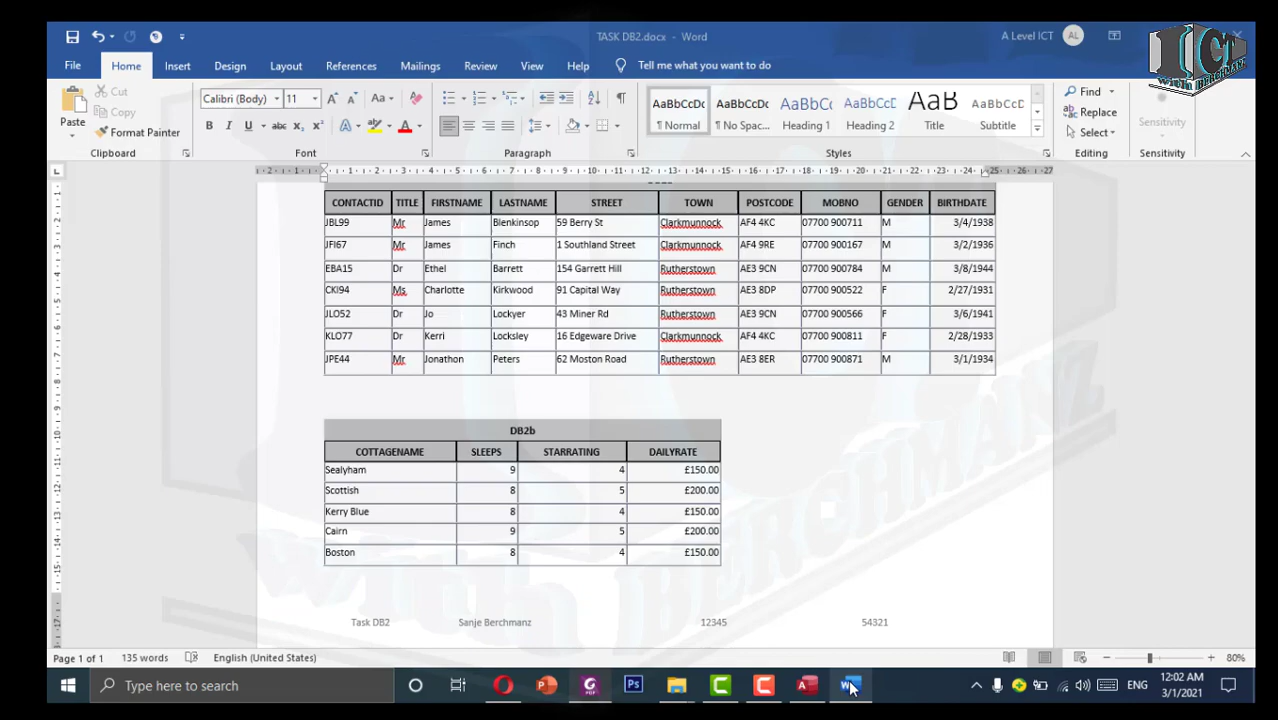 TASK DB2.docx - Word
A Level ICT
AL
ICT
WITH BERCHMANZ
File Home Insert Design Layout References Mailings Review View Help Tell me what you want to do
Paste
Cut
Copy
Format Painter
Clipboard
Calibri (Body) 11
Font
Paragraph
AaBbCcDc AaBbCcDc AaBbCc AaBbCcD AaB AaBbCcD
¶ Normal ¶ No Spac... Heading 1 Heading 2 Title Subtitle
Styles
Find
Replace
Select
Editing
Sensitivity
Sensitivity
CONTACTID TITLE FIRSTNAME LASTNAME STREET TOWN POSTCODE MOBNO GENDER BIRTHDATE
JBL99 Mr James Blenkinsop 59 Berry St Clarkmunnock AF4 4KC 07700 900711 M 3/4/1938
JFI67 Mr James Finch 1 Southland Street Clarkmunnock AF4 9RE 07700 900167 M 3/2/1936
EBA15 Dr Ethel Barrett 154 Garrett Hill Rutherstown AE3 9CN 07700 900784 M 3/8/1944
CKI94 Ms Charlotte Kirkwood 91 Capital Way Rutherstown AE3 8DP 07700 900522 F 2/27/1931
JLO52 Dr Jo Lockyer 43 Miner Rd Rutherstown AE3 9CN 07700 900566 F 3/6/1941
KLO77 Dr Kerri Locksley 16 Edgeware Drive Clarkmunnock AF4 4KC 07700 900811 F 2/28/1933
JPE44 Mr Jonathon Peters 62 Moston Road Rutherstown AE3 8ER 07700 900871 M 3/1/1934
DB2b
COTTAGENAME SLEEPS STARRATING DAILYRATE
Sealyham 9 4 £150.00
Scottish 8 5 £200.00
Kerry Blue 8 4 £150.00
Cairn 9 5 £200.00
Boston 8 4 £150.00
Task DB2 Sanje Berchmanz 12345 54321
Page 1 of 1 135 words English (United States) 80%
Type here to search
ENG
12:02 AM
3/1/2021